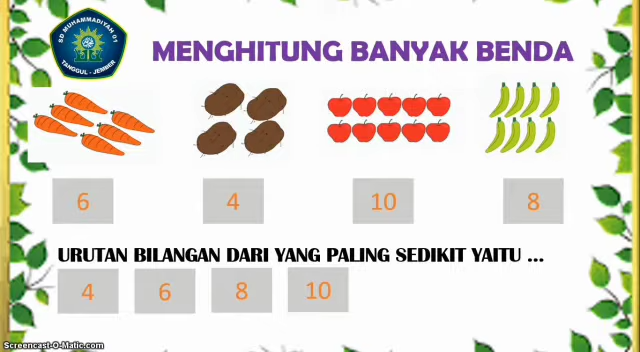 SD MUHAMMADIYAH 01
TANGGUL - JEMBER
MENGHITUNG BANYAK BENDA
6 4 10 8
URUTAN BILANGAN DARI YANG PALING SEDIKIT YAITU ...
4 6 8 10
Screencast-O-Matic.com